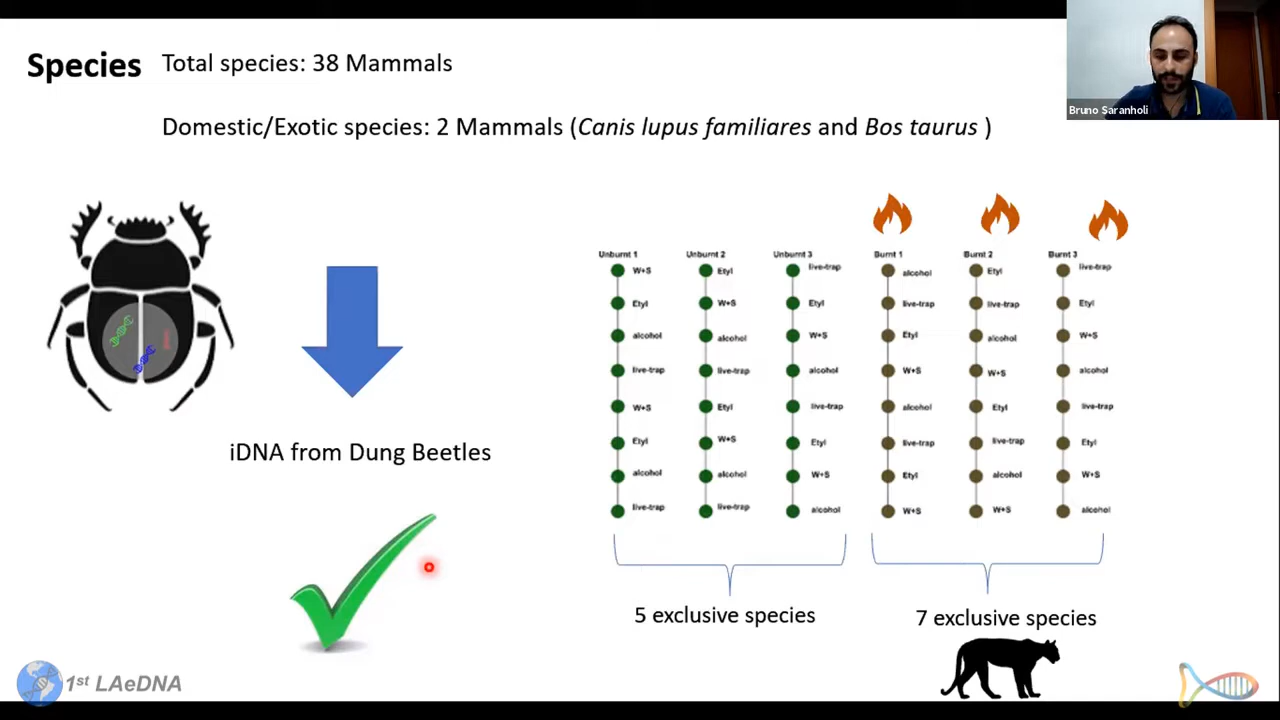 Species
Total species: 38 Mammals
Bruno Saranholi
Domestic/Exotic species: 2 Mammals (Canis lupus familiares and Bos taurus )
Unburnt 1
Unburnt 2
Unburnt 3
Burnt 1
Burnt 2
Burnt 3
W+S
Etyl
live-trap
alcohol
Etyl
live-trap
Etyl
W+S
Etyl
live-trap
live-trap
Etyl
alcohol
alcohol
W+S
Etyl
alcohol
W+S
live-trap
live-trap
alcohol
W+S
W+S
alcohol
W+S
Etyl
live-trap
alcohol
Etyl
live-trap
Etyl
W+S
Etyl
live-trap
live-trap
Etyl
alcohol
alcohol
W+S
Etyl
alcohol
W+S
live-trap
live-trap
alcohol
W+S
W+S
alcohol
iDNA from Dung Beetles
5 exclusive species
7 exclusive species
1st LAeDNA